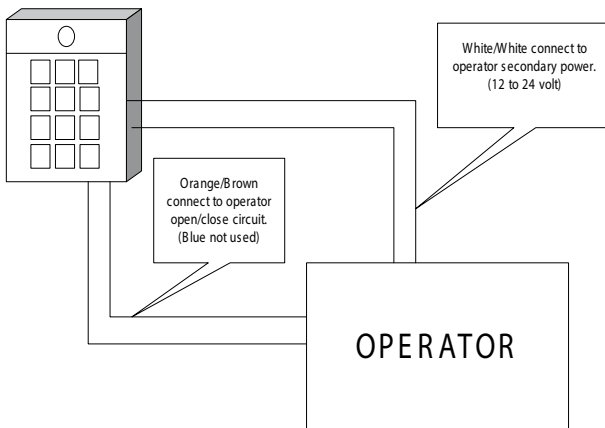 White/White connect to
operator secondary power.
(12 to 24 volt)
Orange/Brown
connect to operator
open/close circuit.
(Blue not used)
OPERATOR